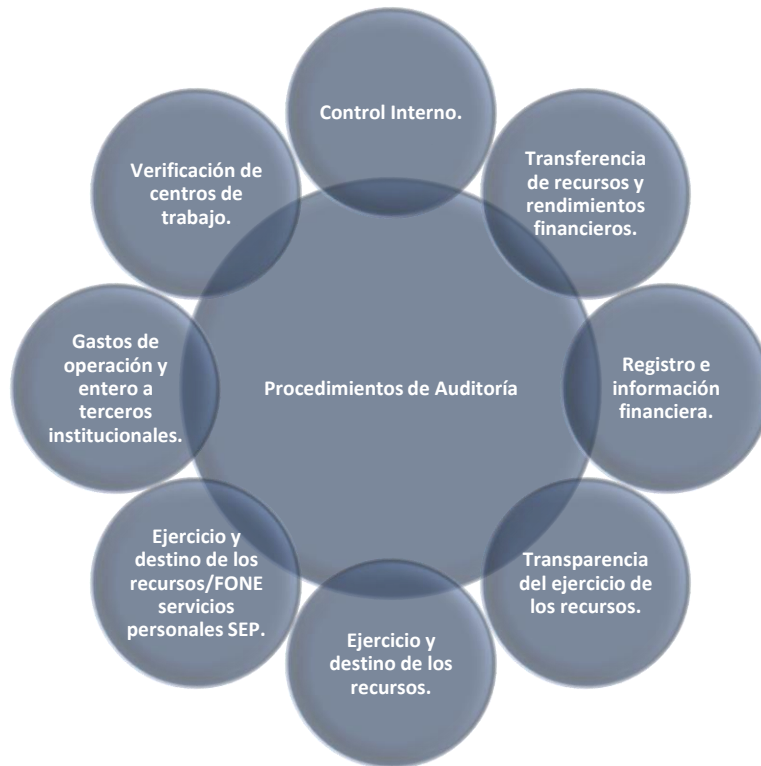 Control Interno.
Transferencia
de recursos y
rendimientos
financieros.
Registro e
información
financiera.
Transparencia
del ejercicio de
los recursos.
Ejercicio y
destino de los
recursos.
Ejercicio y
destino de los
recursos/FONE
servicios
personales SEP.
Gastos de
operación y
entero a
terceros
institucionales.
Verificación de
centros de
trabajo.
Procedimientos de Auditoría